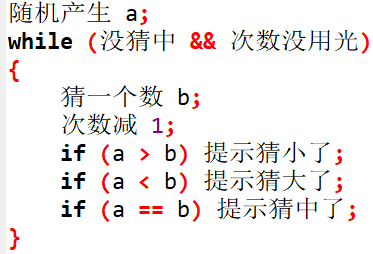 随机产生 a;
while (没猜中 && 次数没用光)
{
    猜一个数 b;
    次数减 1;
    if (a > b) 提示猜小了;
    if (a < b) 提示猜大了;
    if (a == b) 提示猜中了;
}